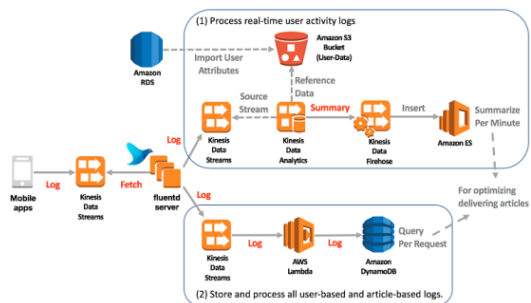 (1) Process real-time user activity logs
Amazon S3
Bucket
(User-Data)
Amazon
RDS
Import User
Attributes
Reference
Data
Source
Stream
Summary
Insert
Summarize
Per Minute
Kinesis
Data
Streams
Kinesis
Data
Analytics
Kinesis
Data
Firehose
Amazon ES
Log
Mobile
apps
Log
Kinesis
Data
Streams
Fetch
fluentd
server
Log
For optimizing
delivering articles
Kinesis
Data
Streams
Log
AWS
Lambda
Log
Amazon
DynamoDB
Query
Per Request
(2) Store and process all user-based and article-based logs.